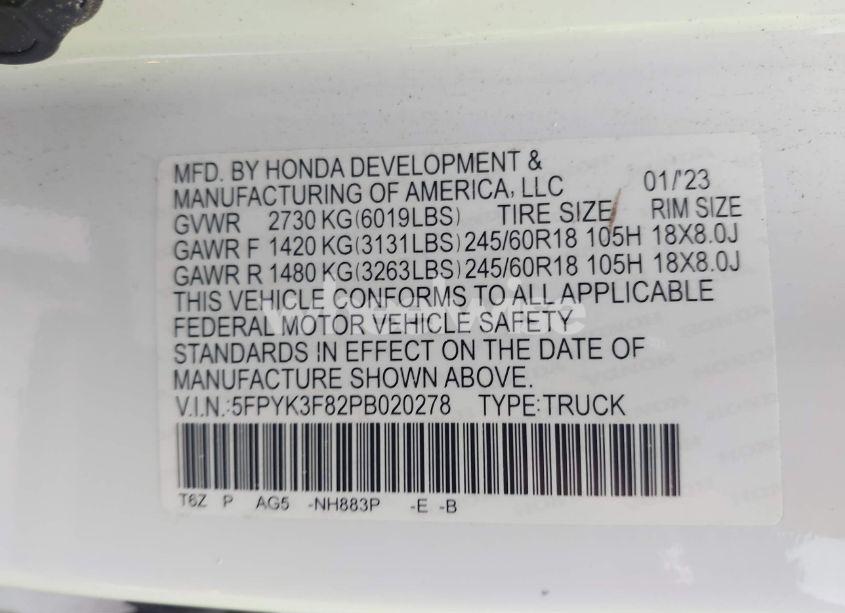 MFD. BY HONDA DEVELOPMENT &
MANUFACTURING OF AMERICA, LLC 01/'23
GVWR 2730 KG(6019LBS) TIRE SIZE RIM SIZE
GAWR F 1420 KG(3131LBS) 245/60R18 105H 18X8.0J
GAWR R 1480 KG(3263LBS) 245/60R18 105H 18X8.0J
THIS VEHICLE CONFORMS TO ALL APPLICABLE
FEDERAL MOTOR VEHICLE SAFETY
STANDARDS IN EFFECT ON THE DATE OF
MANUFACTURE SHOWN ABOVE.
V.I.N.:5FPYK3F82PB020278 TYPE:TRUCK
T6Z P AG5 -NH883P -E -B